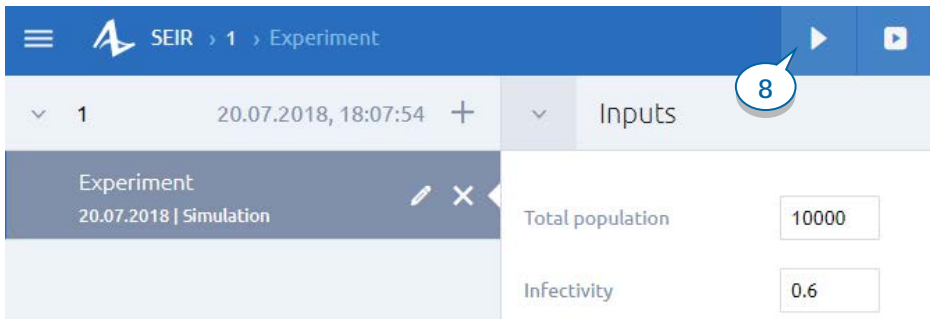 SEIR › 1 › Experiment
8
1 20.07.2018, 18:07:54 +
Inputs
Experiment
20.07.2018 | Simulation
Total population 10000
Infectivity 0.6